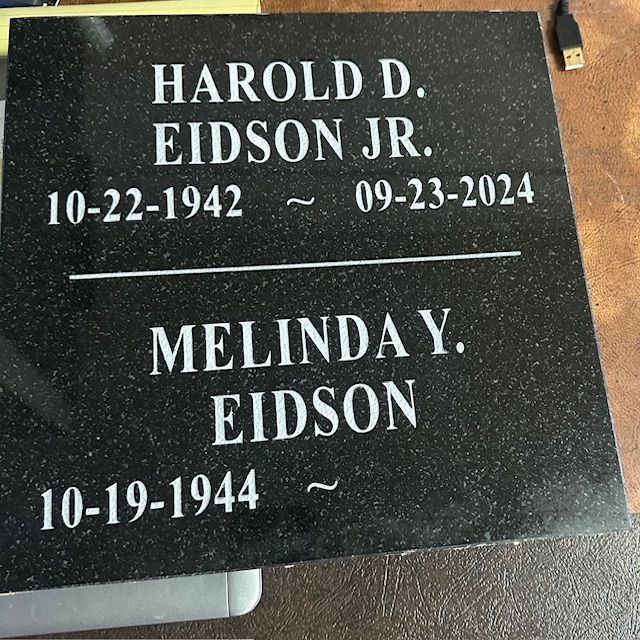 HAROLD D.
EIDSON JR.
10-22-1942 ~ 09-23-2024
MELINDA Y.
EIDSON
10-19-1944 ~